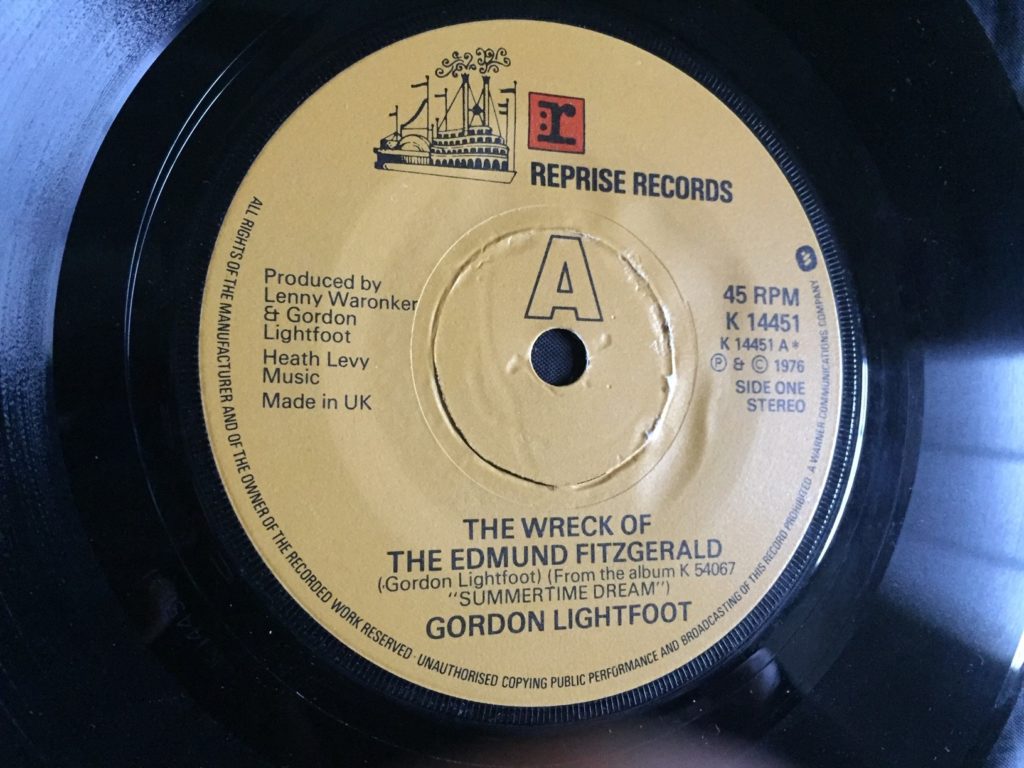 r
REPRISE RECORDS
A
Produced by
Lenny Waronker
& Gordon
Lightfoot
Heath Levy
Music
Made in UK
45 RPM
K 14451
K 14451 A*
Ⓟ & © 1976
SIDE ONE
STEREO
THE WRECK OF
THE EDMUND FITZGERALD
(Gordon Lightfoot) (From the album K 54067
"SUMMERTIME DREAM")
GORDON LIGHTFOOT
ALL RIGHTS OF THE MANUFACTURER AND OF THE OWNER OF THE RECORDED WORK RESERVED · UNAUTHORISED COPYING PUBLIC PERFORMANCE AND BROADCASTING OF THIS RECORD PROHIBITED · A WARNER COMMUNICATIONS COMPANY